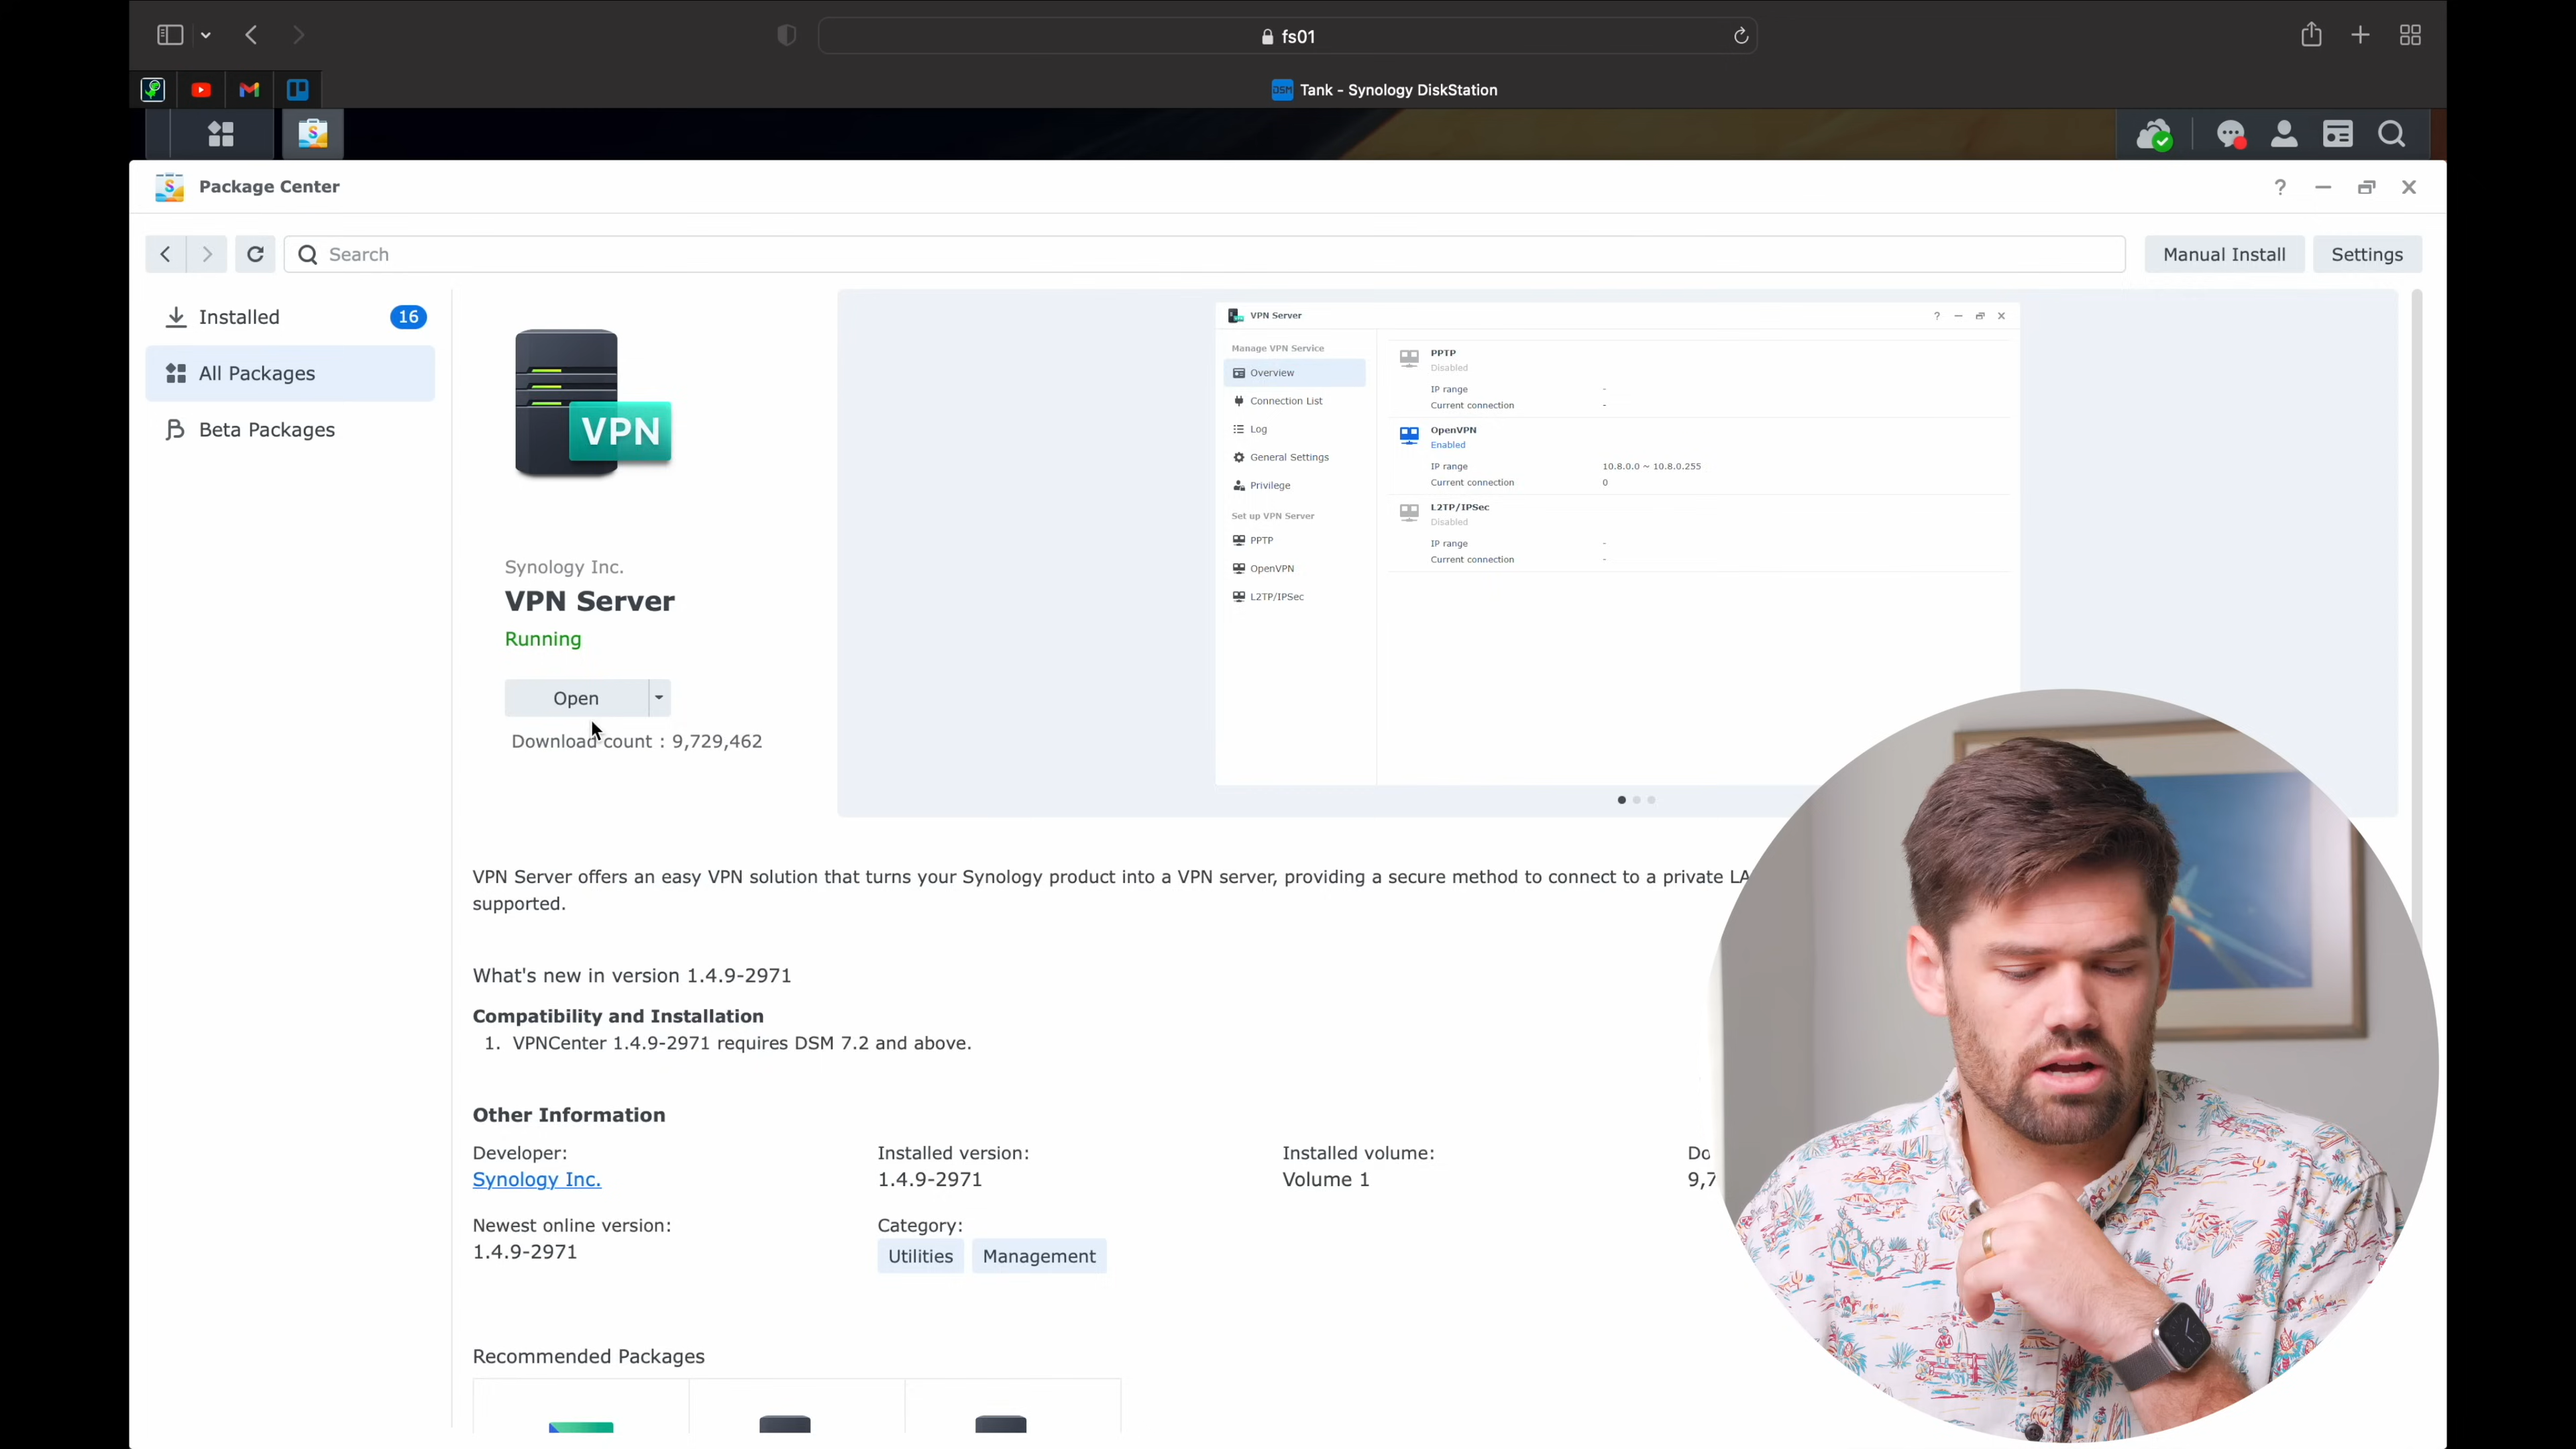 fs01
DSM Tank - Synology DiskStation
Package Center
Search
Manual Install
Settings
Installed 16
All Packages
Beta Packages
VPN
Synology Inc.
VPN Server
Running
Open
Download count : 9,729,462
VPN Server
Manage VPN Service
Overview
Connection List
Log
General Settings
Privilege
Set up VPN Server
PPTP
OpenVPN
L2TP/IPSec
PPTP
Disabled
IP range -
Current connection -
OpenVPN
Enabled
IP range 10.8.0.0 ~ 10.8.0.255
Current connection 0
L2TP/IPSec
Disabled
IP range -
Current connection -
VPN Server offers an easy VPN solution that turns your Synology product into a VPN server, providing a secure method to connect to a private LA
supported.
What's new in version 1.4.9-2971
Compatibility and Installation
1. VPNCenter 1.4.9-2971 requires DSM 7.2 and above.
Other Information
Developer:
Synology Inc.
Installed version:
1.4.9-2971
Installed volume:
Volume 1
Do
9,7
Newest online version:
1.4.9-2971
Category:
Utilities Management
Recommended Packages